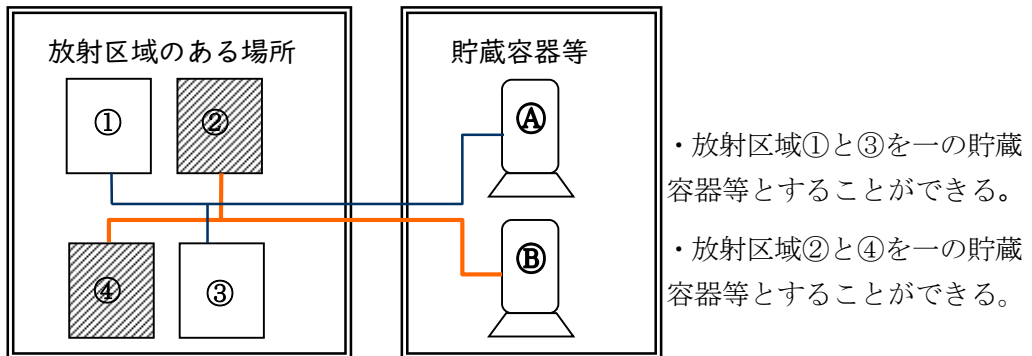 放射区域のある場所
①
②
④
③
貯蔵容器等
Ⓐ
Ⓑ
・放射区域①と③を一の貯蔵
容器等とすることができる。
・放射区域②と④を一の貯蔵
容器等とすることができる。